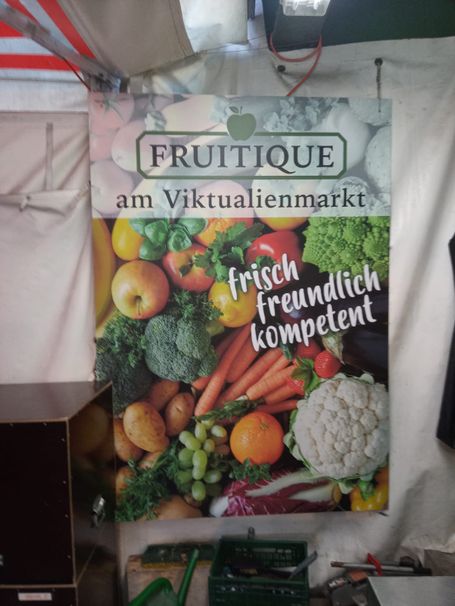 FRUITIQUE
am Viktualienmarkt
frisch
freundlich
kompetent